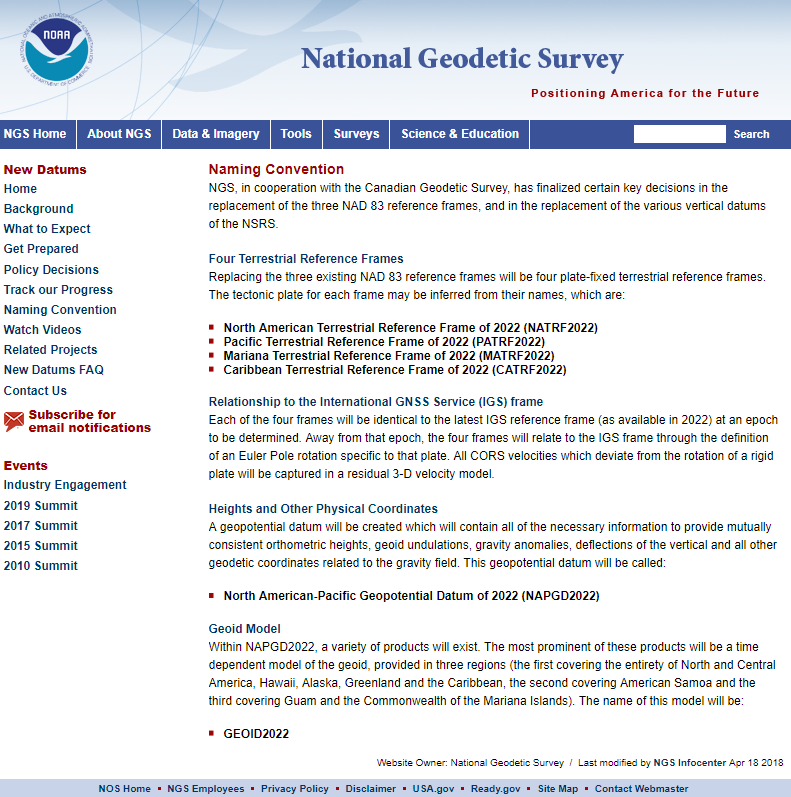 NATIONAL OCEANIC AND ATMOSPHERIC ADMINISTRATION
U.S. DEPARTMENT OF COMMERCE
NOAA
National Geodetic Survey
Positioning America for the Future
NGS Home
About NGS
Data & Imagery
Tools
Surveys
Science & Education
Search
New Datums
Home
Background
What to Expect
Get Prepared
Policy Decisions
Track our Progress
Naming Convention
Watch Videos
Related Projects
New Datums FAQ
Contact Us
Subscribe for
email notifications
Events
Industry Engagement
2019 Summit
2017 Summit
2015 Summit
2010 Summit
Naming Convention
NGS, in cooperation with the Canadian Geodetic Survey, has finalized certain key decisions in the
replacement of the three NAD 83 reference frames, and in the replacement of the various vertical datums
of the NSRS.
Four Terrestrial Reference Frames
Replacing the three existing NAD 83 reference frames will be four plate-fixed terrestrial reference frames.
The tectonic plate for each frame may be inferred from their names, which are:
North American Terrestrial Reference Frame of 2022 (NATRF2022)
Pacific Terrestrial Reference Frame of 2022 (PATRF2022)
Mariana Terrestrial Reference Frame of 2022 (MATRF2022)
Caribbean Terrestrial Reference Frame of 2022 (CATRF2022)
Relationship to the International GNSS Service (IGS) frame
Each of the four frames will be identical to the latest IGS reference frame (as available in 2022) at an epoch
to be determined. Away from that epoch, the four frames will relate to the IGS frame through the definition
of an Euler Pole rotation specific to that plate. All CORS velocities which deviate from the rotation of a rigid
plate will be captured in a residual 3-D velocity model.
Heights and Other Physical Coordinates
A geopotential datum will be created which will contain all of the necessary information to provide mutually
consistent orthometric heights, geoid undulations, gravity anomalies, deflections of the vertical and all other
geodetic coordinates related to the gravity field. This geopotential datum will be called:
North American-Pacific Geopotential Datum of 2022 (NAPGD2022)
Geoid Model
Within NAPGD2022, a variety of products will exist. The most prominent of these products will be a time
dependent model of the geoid, provided in three regions (the first covering the entirety of North and Central
America, Hawaii, Alaska, Greenland and the Caribbean, the second covering American Samoa and the
third covering Guam and the Commonwealth of the Mariana Islands). The name of this model will be:
GEOID2022
Website Owner: National Geodetic Survey / Last modified by NGS Infocenter Apr 18 2018
NOS Home ▪ NGS Employees ▪ Privacy Policy ▪ Disclaimer ▪ USA.gov ▪ Ready.gov ▪ Site Map ▪ Contact Webmaster